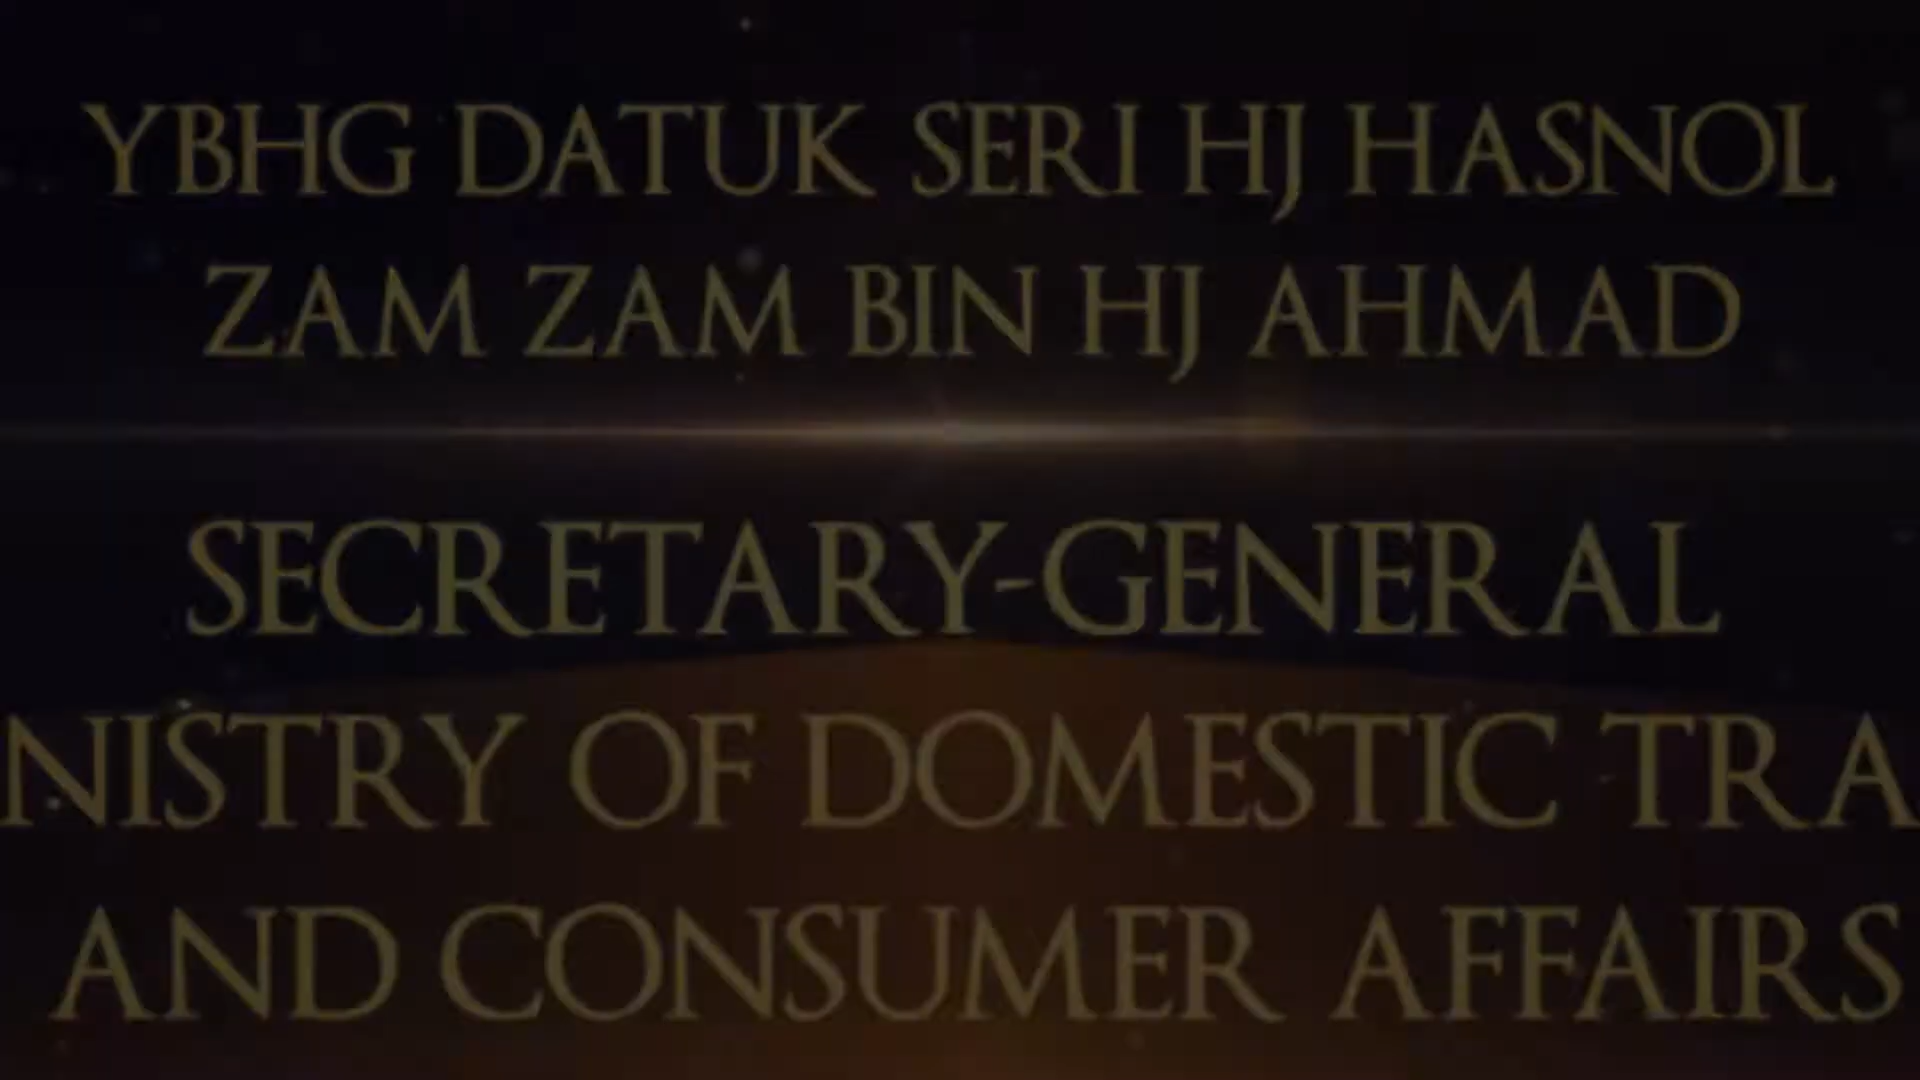 YBHG DATUK SERI HJ HASNOL
ZAM ZAM BIN HJ AHMAD
SECRETARY-GENERAL
NISTRY OF DOMESTIC TRA
AND CONSUMER AFFAIRS